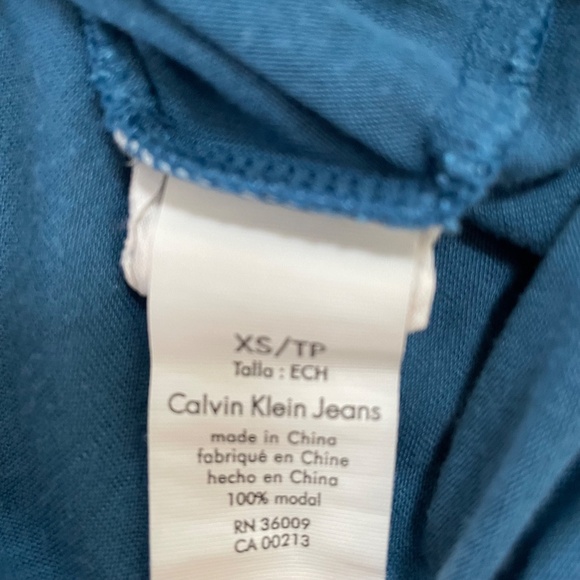 XS/TP
Talla : ECH
Calvin Klein Jeans
made in China
fabriqué en Chine
hecho en China
100% modal
RN 36009
CA 00213